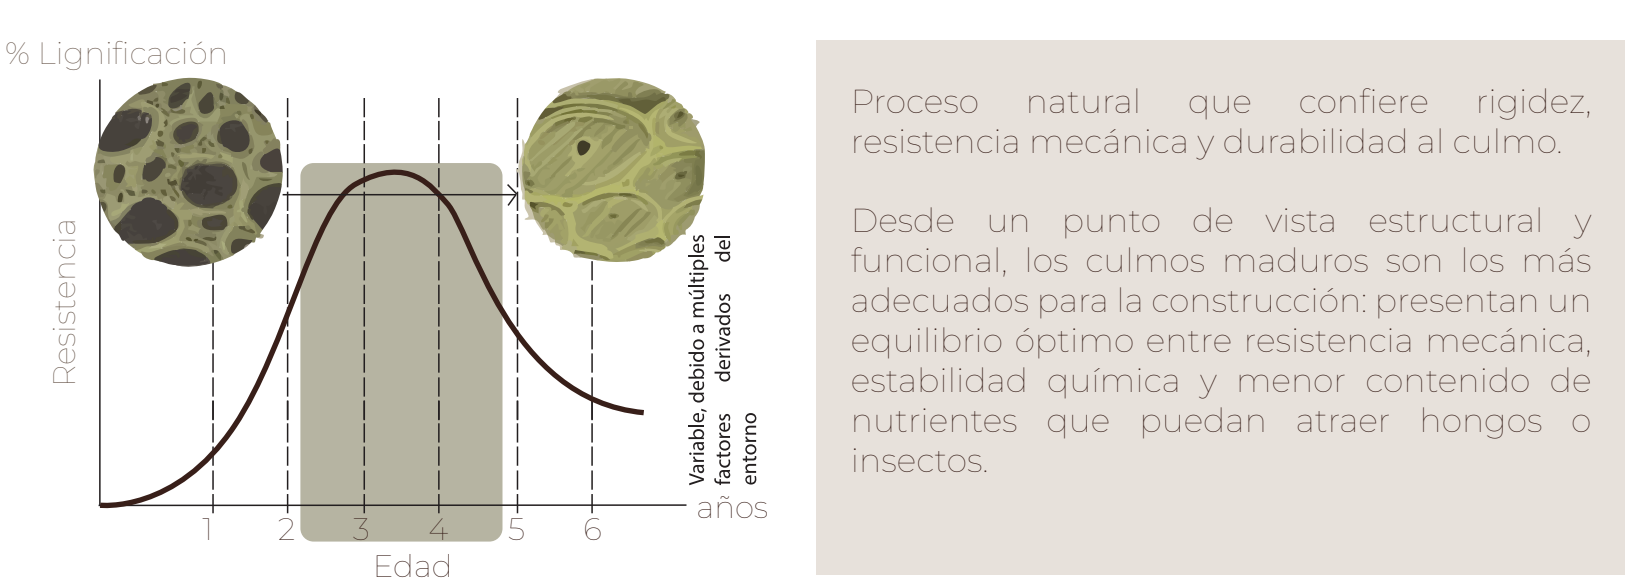 % Lignificación
Resistencia
1 2 3 4 5 6
años
Edad
Variable, debido a múltiples
factores derivados del
entorno
Proceso natural que confiere rigidez,
resistencia mecánica y durabilidad al culmo.
Desde un punto de vista estructural y
funcional, los culmos maduros son los más
adecuados para la construcción: presentan un
equilibrio óptimo entre resistencia mecánica,
estabilidad química y menor contenido de
nutrientes que puedan atraer hongos o
insectos.